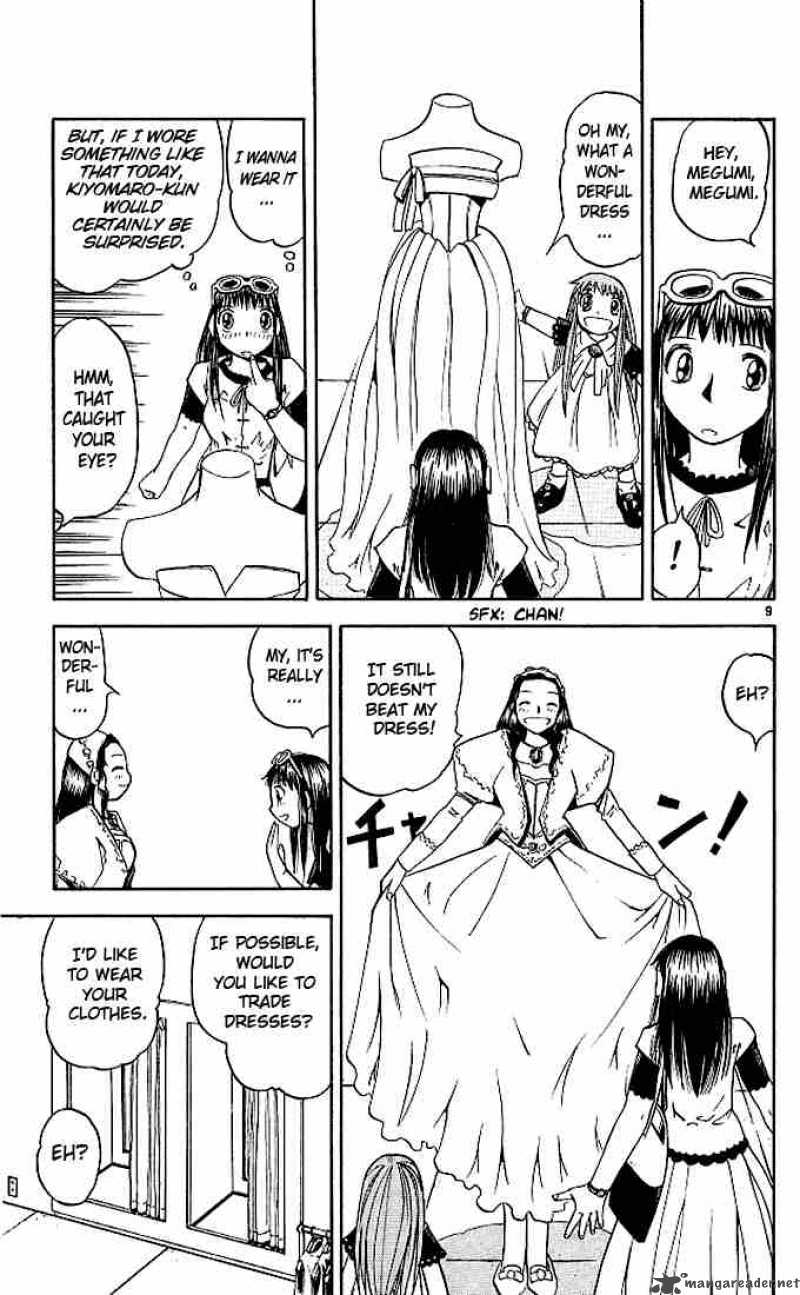 HEY,
MEGUMI,
MEGUMI.
!
OH MY,
WHAT A
WON-
DERFUL
DRESS
...
I WANNA
WEAR IT
...
BUT, IF I WORE
SOMETHING LIKE
THAT TODAY,
KIYOMARO-KUN
WOULD
CERTAINLY BE
SURPRISED.
HMM,
THAT
CAUGHT
YOUR
EYE?
SFX: CHAN!
9
EH?
IT STILL
DOESN'T
BEAT MY
DRESS!
チャン!
MY, IT'S
REALLY
...
WON-
DER-
FUL
...
IF POSSIBLE,
WOULD
YOU LIKE TO
TRADE
DRESSES?
I'D LIKE
TO WEAR
YOUR
CLOTHES.
EH?
mangareader.net